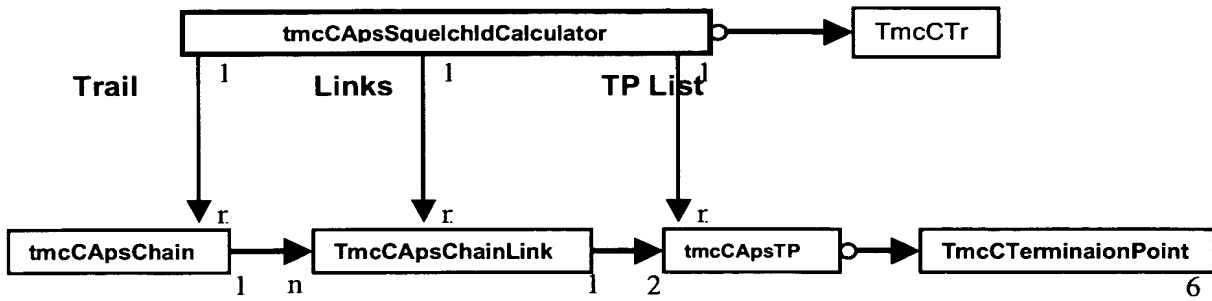 tmcCApsSquelchIdCalculator
TmcCTr
1
1
1
Trail
Links
TP List
r
r
r
tmcCApsChain
TmcCApsChainLink
tmcCApsTP
TmcCTerminaionPoint
1
n
1
2
6